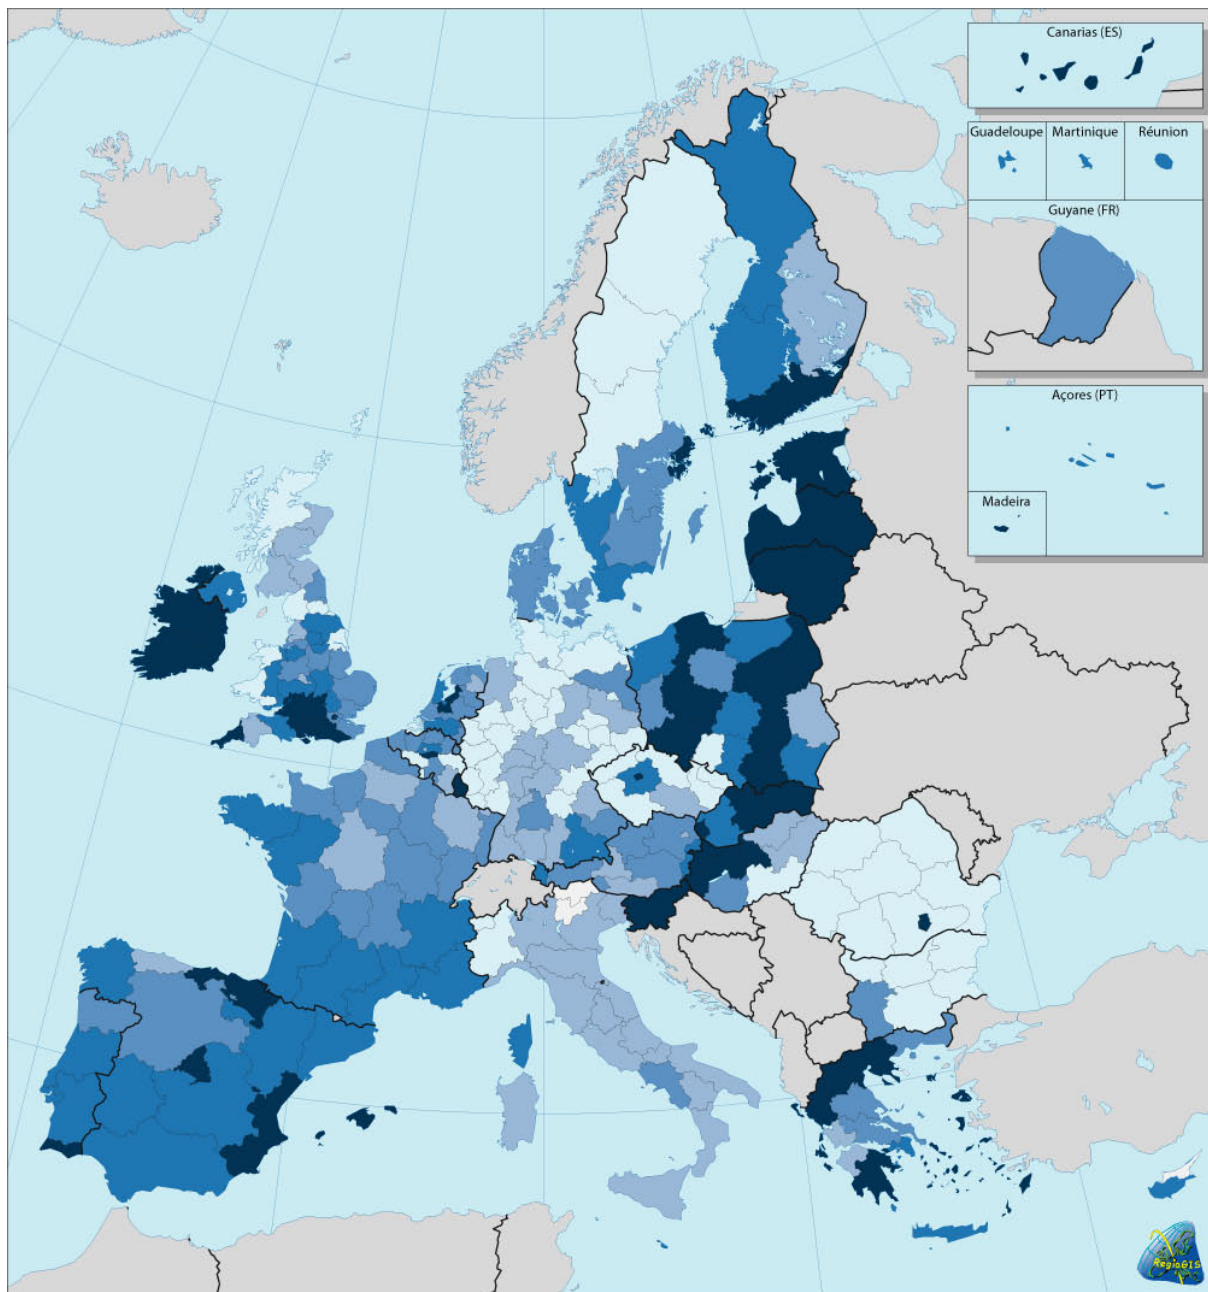 Canarias (ES)
Guadeloupe
Martinique
Réunion
Guyane (FR)
Açores (PT)
Madeira
RegioGIS